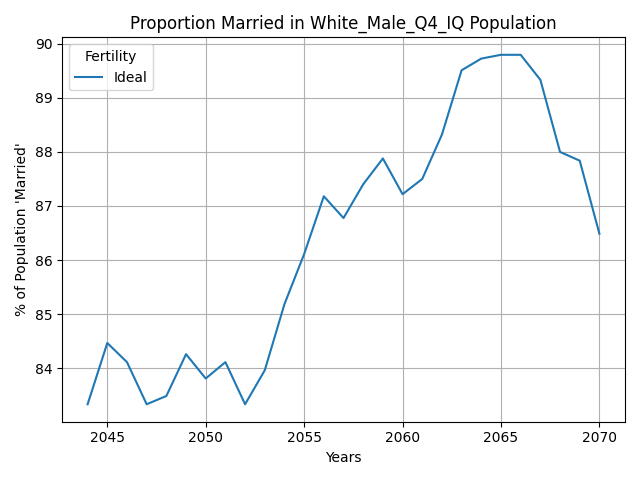 Proportion Married in White_Male_Q4_IQ Population
Fertility
Ideal
% of Population 'Married'
90
89
88
87
86
85
84
2045 2050 2055 2060 2065 2070
Years